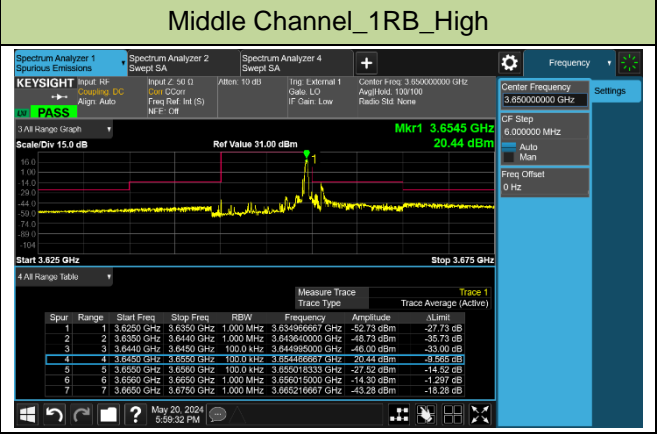 Middle Channel_1RB_High
Spectrum Analyzer 1
Spurious Emissions
Spectrum Analyzer 2
Swept SA
Spectrum Analyzer 4
Swept SA
+
Frequency
KEYSIGHT
Input: RF
Coupling: DC
Align: Auto
Input Z: 50 Ω
Corr CCorr
Freq Ref: Int (S)
NFE: Off
Atten: 10 dB
Trig: External 1
Gate: LO
IF Gain: Low
Center Freq: 3.650000000 GHz
Avg|Hold: 100/100
Radio Std: None
PASS
Center Frequency
3.650000000 GHz
Settings
CF Step
6.000000 MHz
Auto
Man
Freq Offset
0 Hz
3 All Range Graph
Mkr1 3.6545 GHz
Scale/Div 15.0 dB
Ref Value 31.00 dBm
20.44 dBm
1
16.0
1.00
-14.0
-29.0
-44.0
-59.0
-74.0
-89.0
-104
Start 3.625 GHz
Stop 3.675 GHz
4 All Range Table
Measure Trace Trace 1
Trace Type Trace Average (Active)
Spur Range Start Freq Stop Freq RBW Frequency Amplitude ΔLimit
1 1 3.6250 GHz 3.6350 GHz 1.000 MHz 3.634966667 GHz -52.73 dBm -27.73 dB
2 2 3.6350 GHz 3.6440 GHz 1.000 MHz 3.643640000 GHz -48.73 dBm -35.73 dB
3 3 3.6440 GHz 3.6450 GHz 100.0 kHz 3.644995000 GHz -46.00 dBm -33.00 dB
4 4 3.6450 GHz 3.6550 GHz 100.0 kHz 3.654466667 GHz 20.44 dBm -9.565 dB
5 5 3.6550 GHz 3.6560 GHz 100.0 kHz 3.655018333 GHz -27.52 dBm -14.52 dB
6 6 3.6560 GHz 3.6650 GHz 1.000 MHz 3.656015000 GHz -14.30 dBm -1.297 dB
7 7 3.6650 GHz 3.6750 GHz 1.000 MHz 3.665216667 GHz -43.28 dBm -18.28 dB
?
May 20, 2024
5:59:32 PM